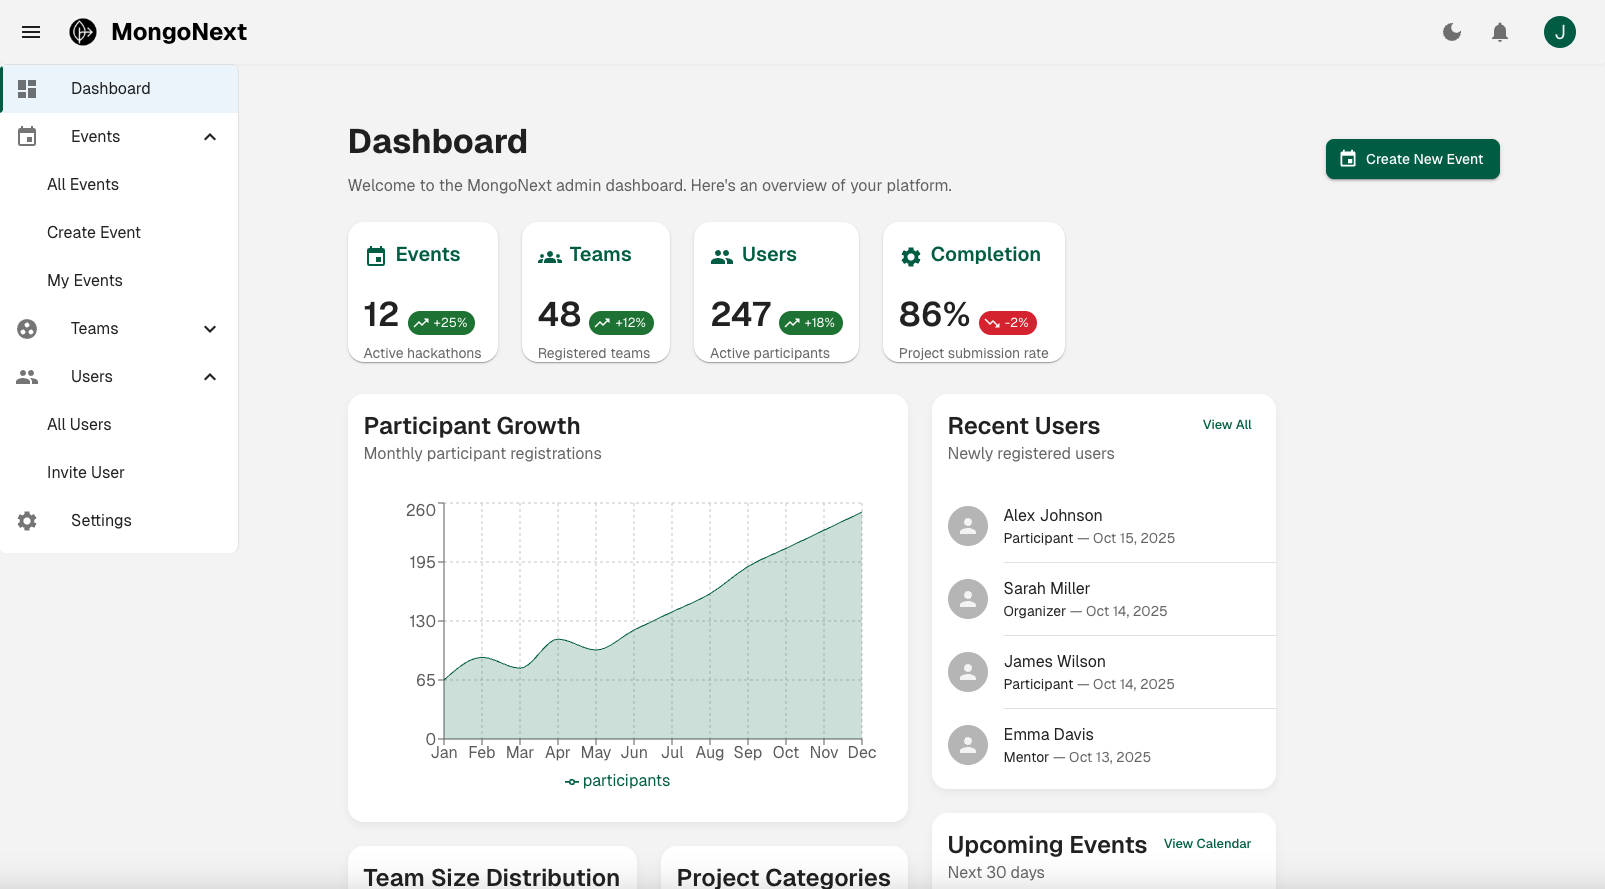 MongoNext
J
Dashboard
Events
All Events
Create Event
My Events
Teams
Users
All Users
Invite User
Settings
Dashboard
Welcome to the MongoNext admin dashboard. Here's an overview of your platform.
Create New Event
Events
12 +25%
Active hackathons
Teams
48 +12%
Registered teams
Users
247 +18%
Active participants
Completion
86% -2%
Project submission rate
Participant Growth
Monthly participant registrations
260
195
130
65
0
Jan Feb Mar Apr May Jun Jul Aug Sep Oct Nov Dec
participants
Recent Users View All
Newly registered users
Alex Johnson
Participant — Oct 15, 2025
Sarah Miller
Organizer — Oct 14, 2025
James Wilson
Participant — Oct 14, 2025
Emma Davis
Mentor — Oct 13, 2025
Team Size Distribution
Project Categories
Upcoming Events View Calendar
Next 30 days